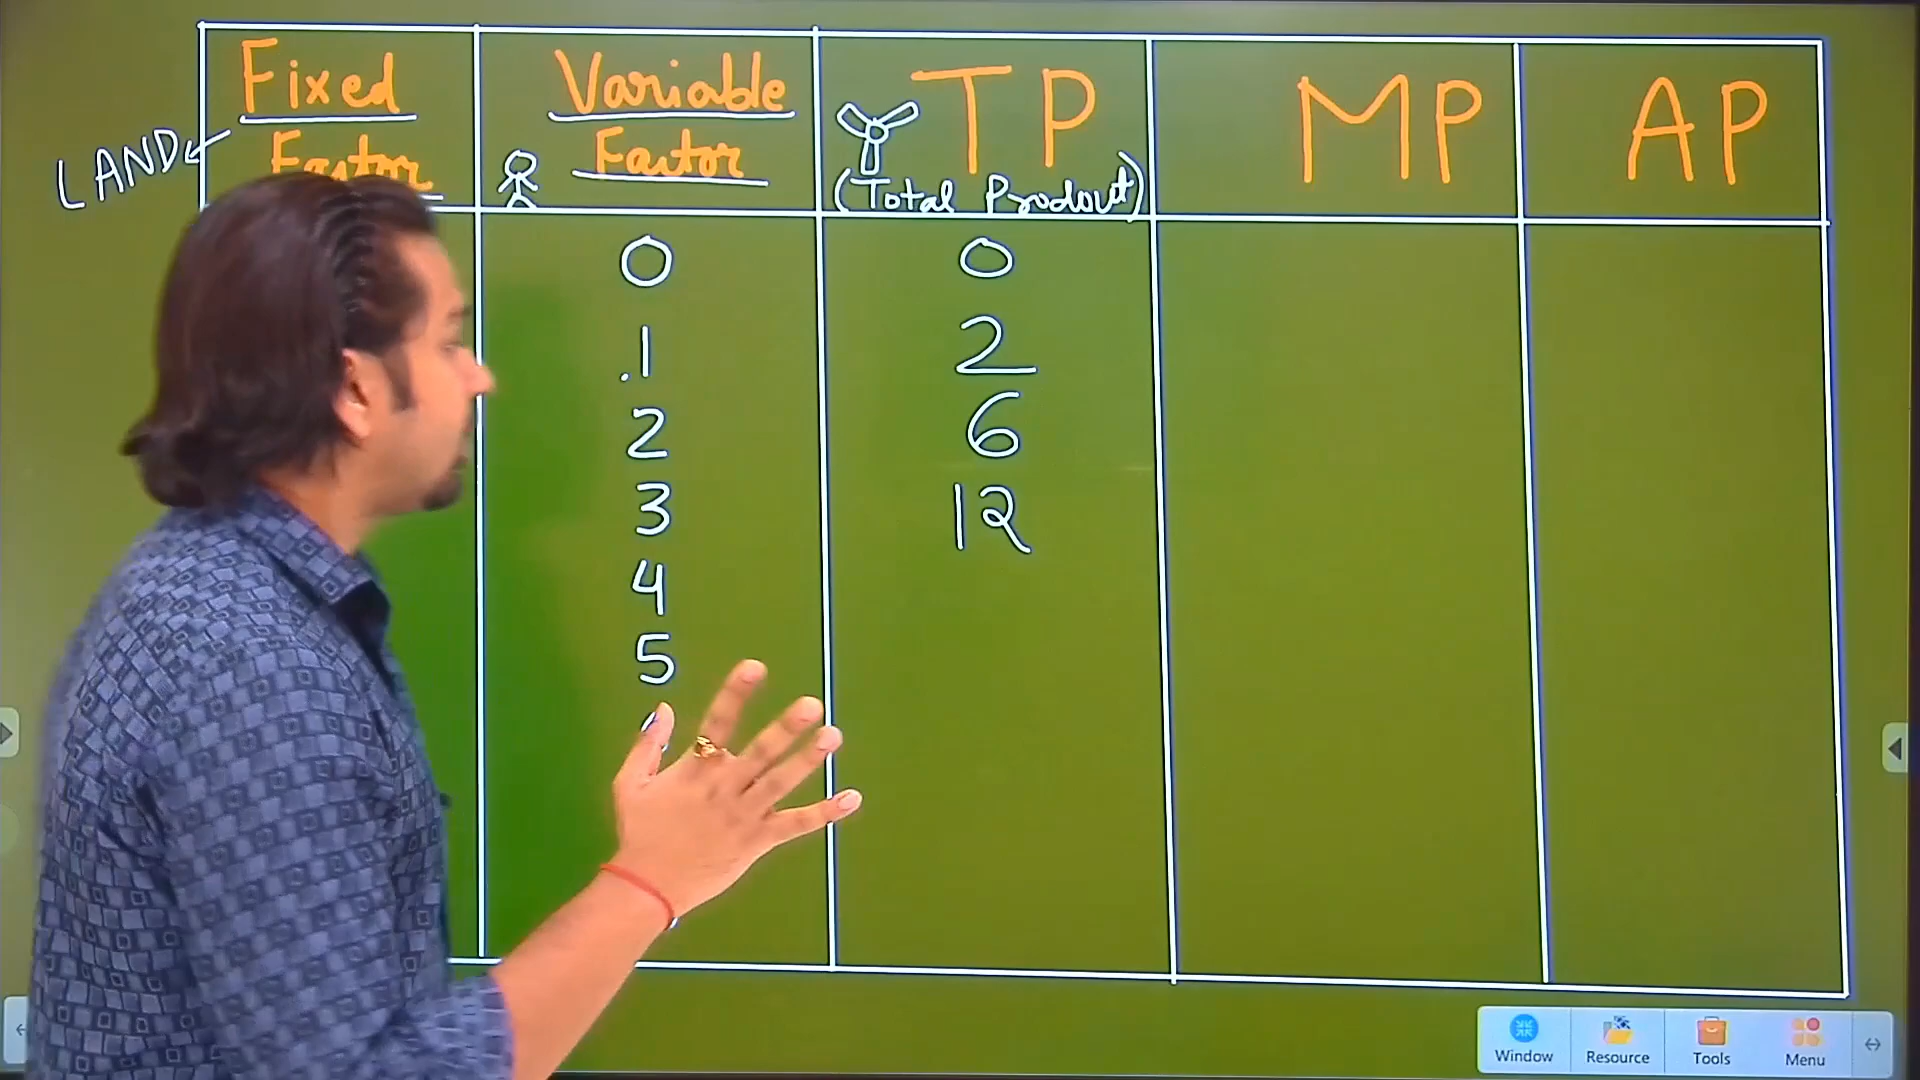 Fixed
Factor
LAND
Variable
Factor
TP
(Total Product)
MP
AP
0 0
1 2
2 6
3 12
4
5
Window Resource Tools Menu